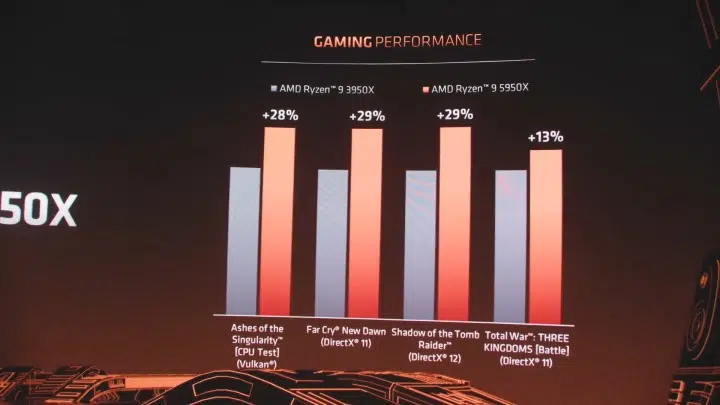 GAMING PERFORMANCE
AMD Ryzen™ 9 3950X
AMD Ryzen™ 9 5950X
+28%
+29%
+29%
+13%
50X
Ashes of the
Singularity™
[CPU Test]
(Vulkan®)
Far Cry® New Dawn
(DirectX® 11)
Shadow of the Tomb
Raider™
(DirectX® 12)
Total War™: THREE
KINGDOMS [Battle]
(DirectX® 11)